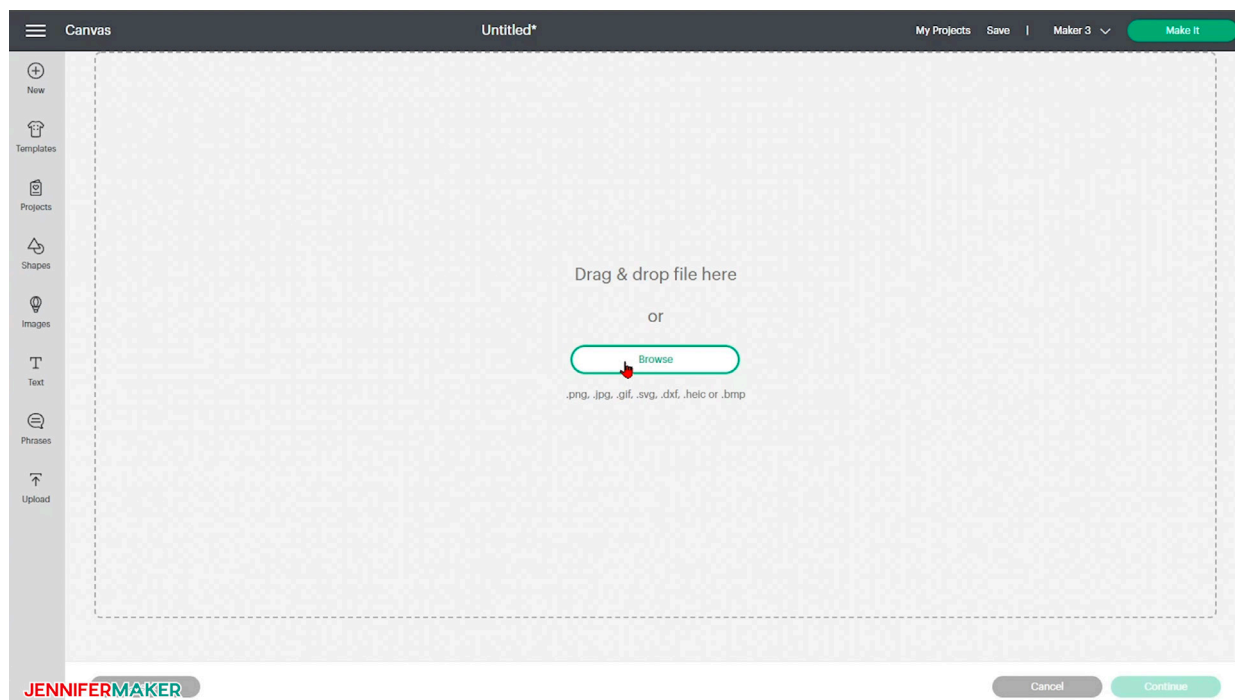 Canvas
Untitled*
My Projects Save | Maker 3 Make It
New
Templates
Projects
Shapes
Images
Text
Phrases
Upload
Drag & drop file here
or
Browse
.png, .jpg, .gif, .svg, .dxf, .heic or .bmp
JENNIFERMAKER
Cancel Continue